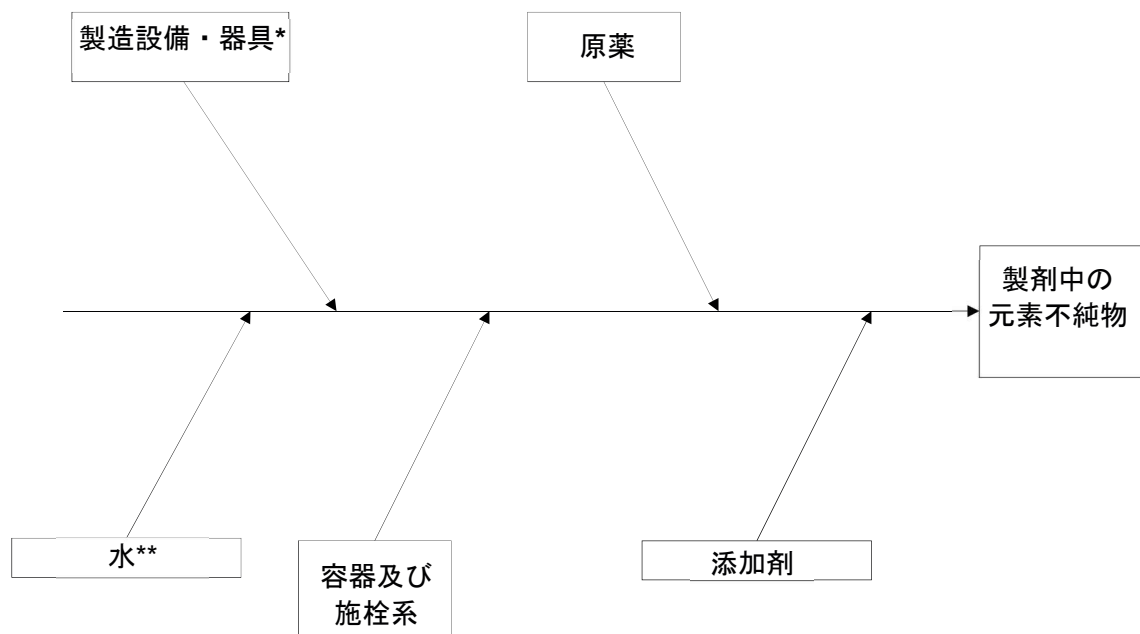 製造設備・器具*
原薬
製剤中の
元素不純物
水**
容器及び
施栓系
添加剤